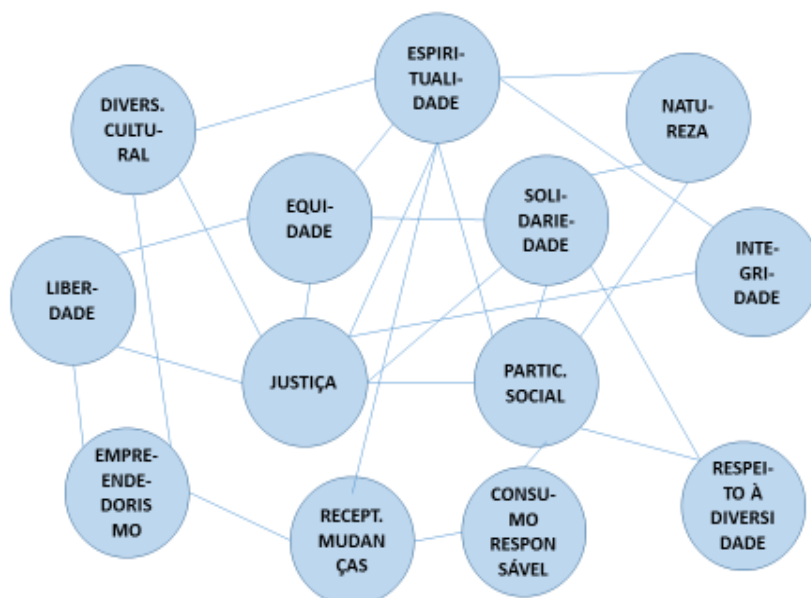 ESPIRI-
TUALI-
DADE
DIVERS.
CULTU-
RAL
NATU-
REZA
EQUI-
DADE
SOLI-
DARIE-
DADE
INTE-
GRI-
DADE
LIBER-
DADE
JUSTIÇA
PARTIC.
SOCIAL
EMPRE-
ENDE-
DORIS
MO
RECEPT.
MUDAN
ÇAS
CONSU-
MO
RESPON
SÁVEL
RESPEI-
TO À
DIVERSI
DADE